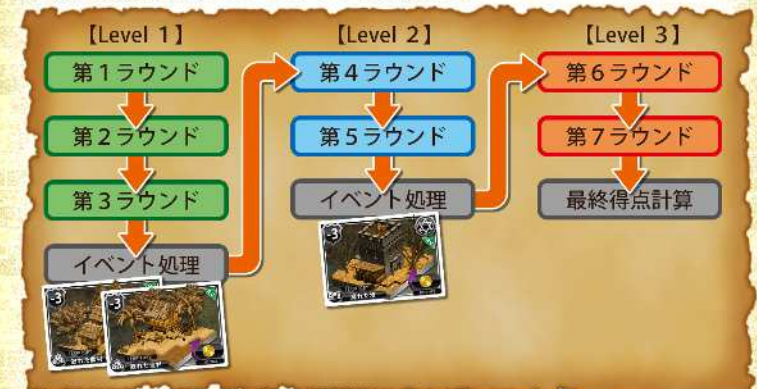 【Level 1】
第1ラウンド
第2ラウンド
第3ラウンド
イベント処理
-3
-3
【Level 2】
第4ラウンド
第5ラウンド
イベント処理
-3
【Level 3】
第6ラウンド
第7ラウンド
最終得点計算